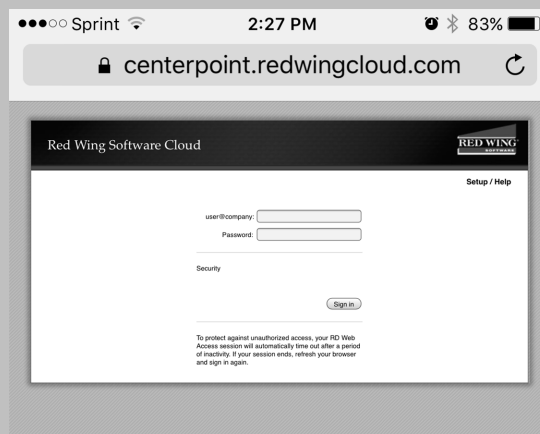 Sprint 2:27 PM 83%
centerpoint.redwingcloud.com
Red Wing Software Cloud
RED WING
SOFTWARE
Setup / Help
user@company:
Password:
Security
Sign in
To protect against unauthorized access, your RD Web
Access session will automatically time out after a period
of inactivity. If your session ends, refresh your browser
and sign in again.